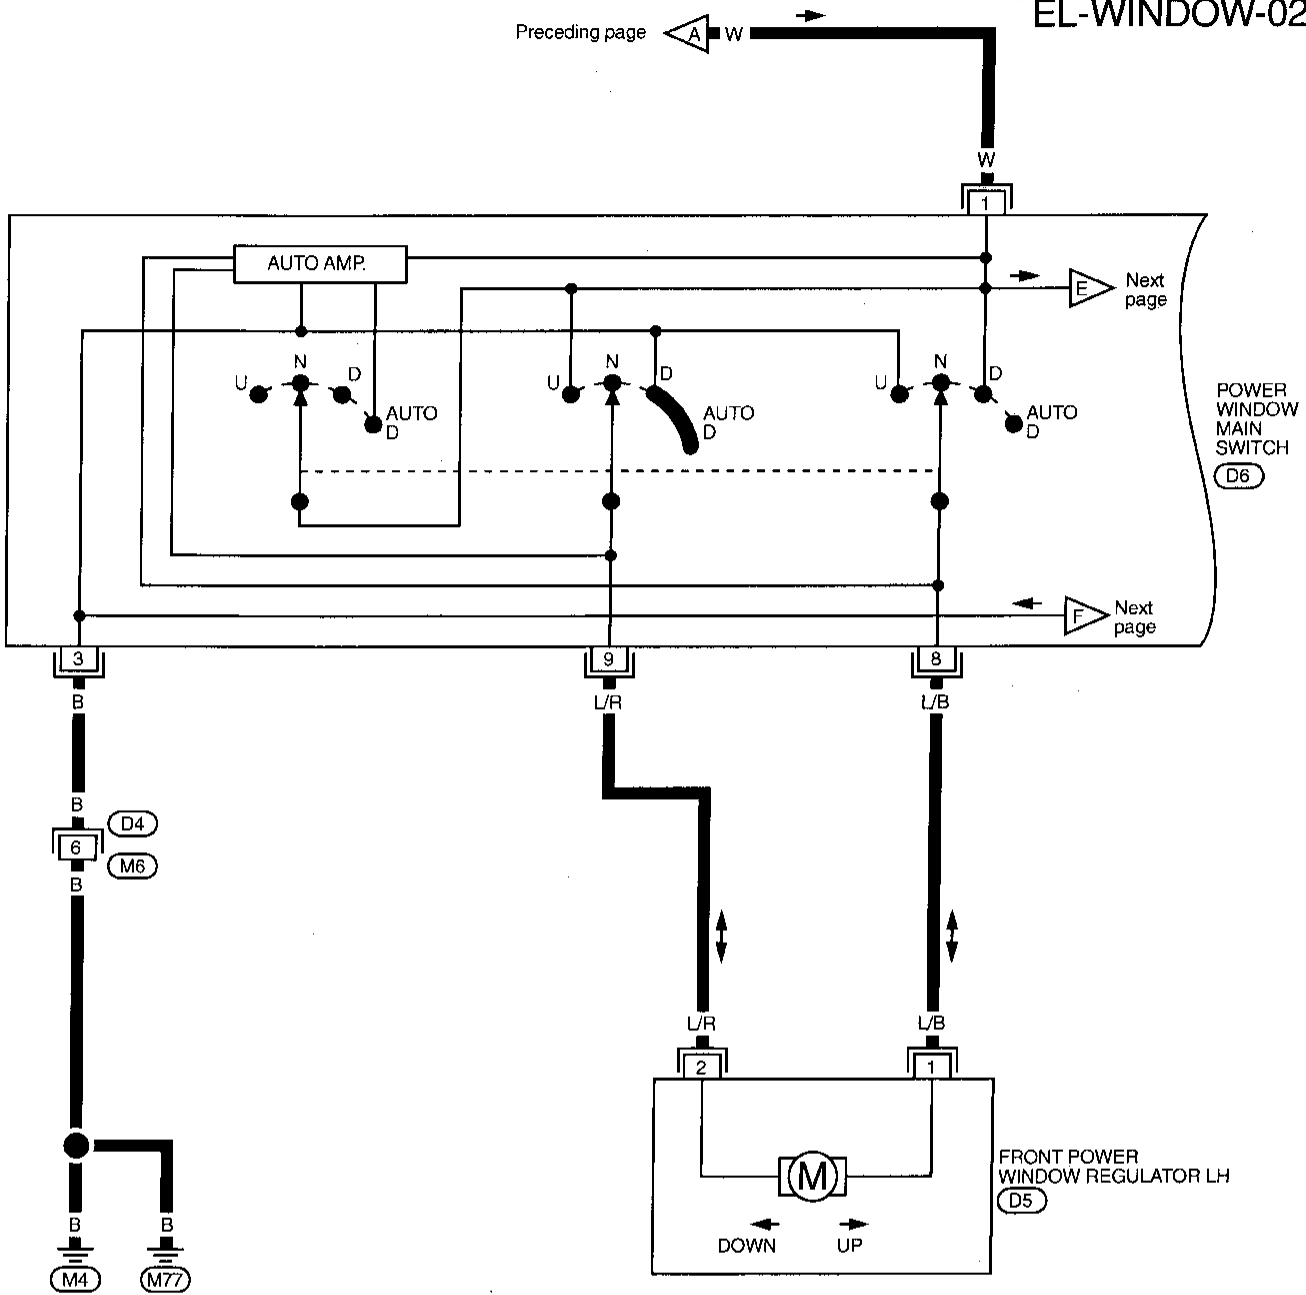 EL-WINDOW-02
Preceding page
A
W
W
1
AUTO AMP.
E
Next
page
U
N
D
AUTO
D
U
N
D
AUTO
D
U
N
D
AUTO
D
POWER
WINDOW
MAIN
SWITCH
D6
F
Next
page
3
9
8
B
L/R
L/B
B
D4
6
M6
B
L/R
L/B
2
1
M
FRONT POWER
WINDOW REGULATOR LH
D5
DOWN
UP
B
B
M4
M77